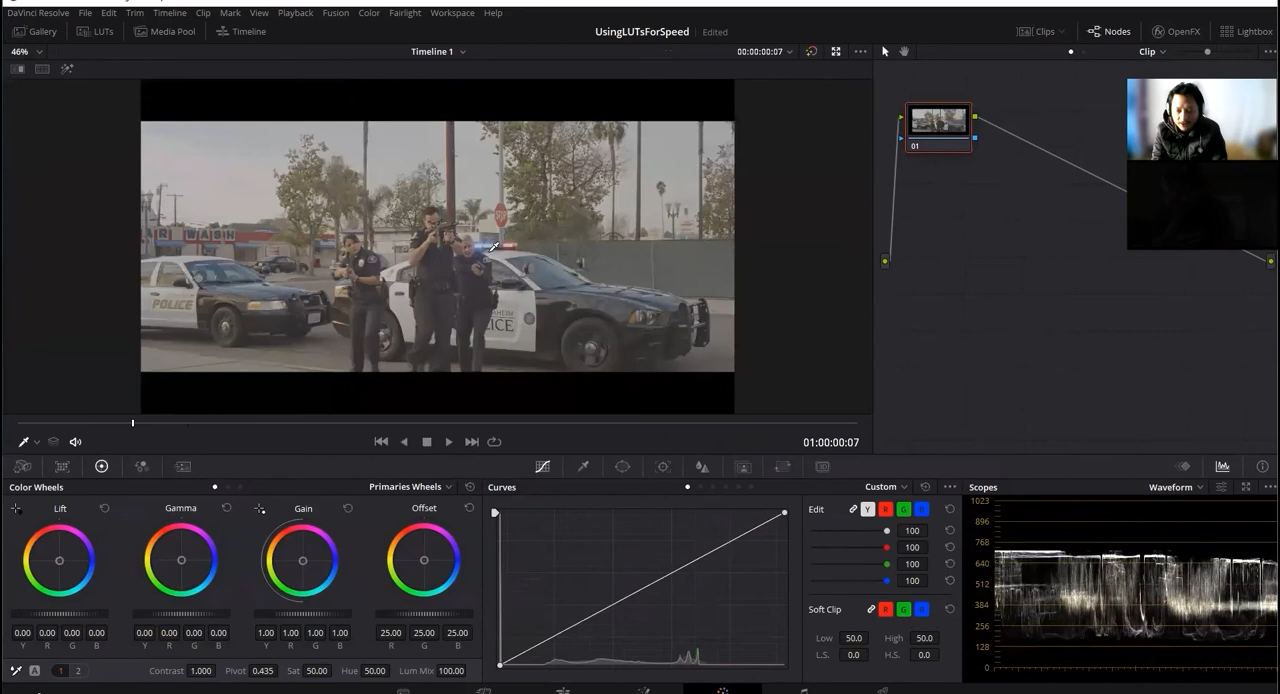 DaVinci Resolve File Edit Trim Timeline Clip Mark View Playback Fusion Color Fairlight Workspace Help
Gallery LUTs Media Pool Timeline UsingLUTsForSpeed Edited Clips Nodes OpenFX Lightbox
46% Timeline 1 00:00:00:07 Clip
01
STOP
WASH
POLICE
ICE
01:00:00:07
Color Wheels Primaries Wheels Curves Custom Scopes Waveform
Lift Gamma Gain Offset
Edit Y R G B 100
100
100
100
Soft Clip R G B
Low 50.0 High 50.0
L.S. 0.0 H.S. 0.0
1023
896
768
640
512
384
256
128
0
0.00 0.00 0.00 0.00 0.00 0.00 0.00 0.00 1.00 1.00 1.00 1.00 25.00 25.00 25.00
Y R G B Y R G B Y R G B R G B
A 1 2 Contrast 1.000 Pivot 0.435 Sat 50.00 Hue 50.00 Lum Mix 100.00